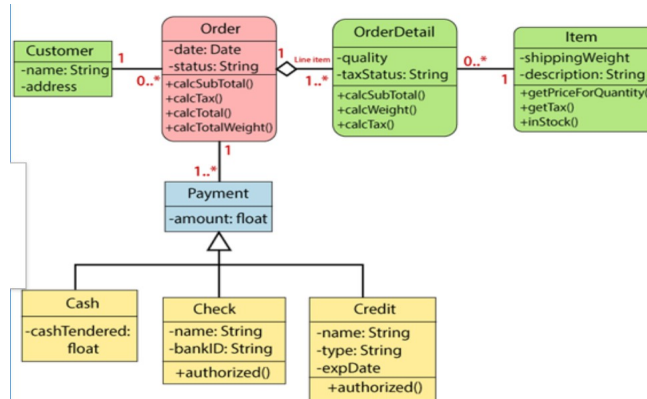 Customer
-name: String
-address
1
0..*
Order
-date: Date
-status: String
+calcSubTotal()
+calcTax()
+calcTotal()
+calcTotalWeight()
1
Line item
1..*
OrderDetail
-quality
-taxStatus: String
+calcSubTotal()
+calcWeight()
+calcTax()
0..*
1
Item
-shippingWeight
-description: String
+getPriceForQuantity()
+getTax()
+inStock()
1
1..*
Payment
-amount: float
Cash
-cashTendered:
float
Check
-name: String
-bankID: String
+authorized()
Credit
-name: String
-type: String
-expDate
+authorized()